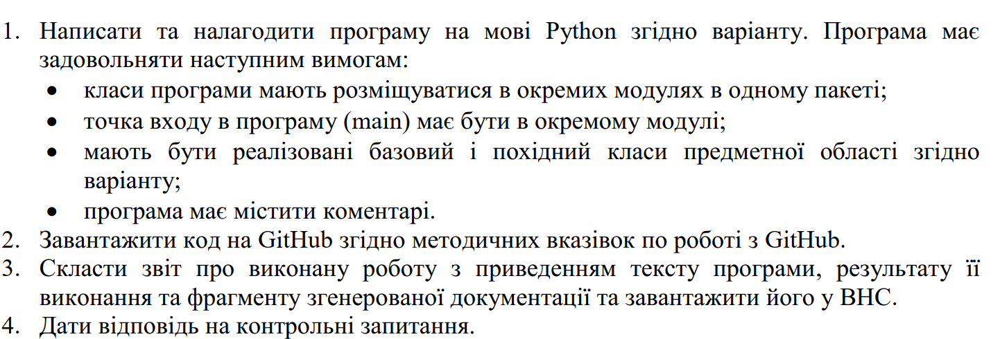 1. Написати та налагодити програму на мові Python згідно варіанту. Програма має
задовольняти наступним вимогам:
• класи програми мають розміщуватися в окремих модулях в одному пакеті;
• точка входу в програму (main) має бути в окремому модулі;
• мають бути реалізовані базовий і похідний класи предметної області згідно
варіанту;
• програма має містити коментарі.
2. Завантажити код на GitHub згідно методичних вказівок по роботі з GitHub.
3. Скласти звіт про виконану роботу з приведенням тексту програми, результату її
виконання та фрагменту згенерованої документації та завантажити його у ВНС.
4. Дати відповідь на контрольні запитання.